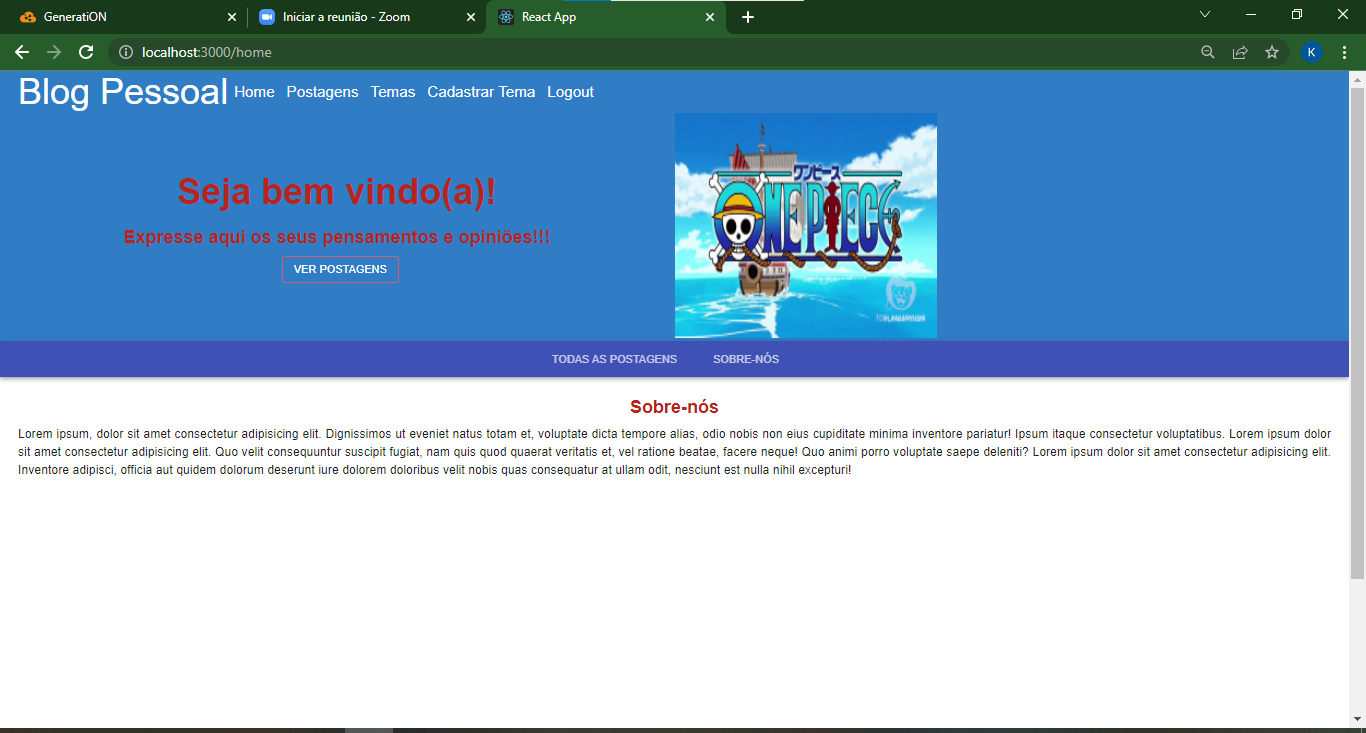 GeneratiON
Iniciar a reunião - Zoom
React App
localhost:3000/home
K
Blog Pessoal Home Postagens Temas Cadastrar Tema Logout
ワンピース
ONE PIECE
Seja bem vindo(a)!
Expresse aqui os seus pensamentos e opiniões!!!
VER POSTAGENS
TODAS AS POSTAGENS SOBRE-NÓS
Sobre-nós
Lorem ipsum, dolor sit amet consectetur adipisicing elit. Dignissimos ut eveniet natus totam et, voluptate dicta tempore alias, odio nobis non eius cupiditate minima inventore pariatur! Ipsum itaque consectetur voluptatibus. Lorem ipsum dolor
sit amet consectetur adipisicing elit. Quo velit consequuntur suscipit fugiat, nam quis quod quaerat veritatis et, vel ratione beatae, facere neque! Quo animi porro voluptate saepe deleniti? Lorem ipsum dolor sit amet consectetur adipisicing elit.
Inventore adipisci, officia aut quidem dolorum deserunt iure dolorem doloribus velit nobis quas consequatur at ullam odit, nesciunt est nulla nihil excepturi!